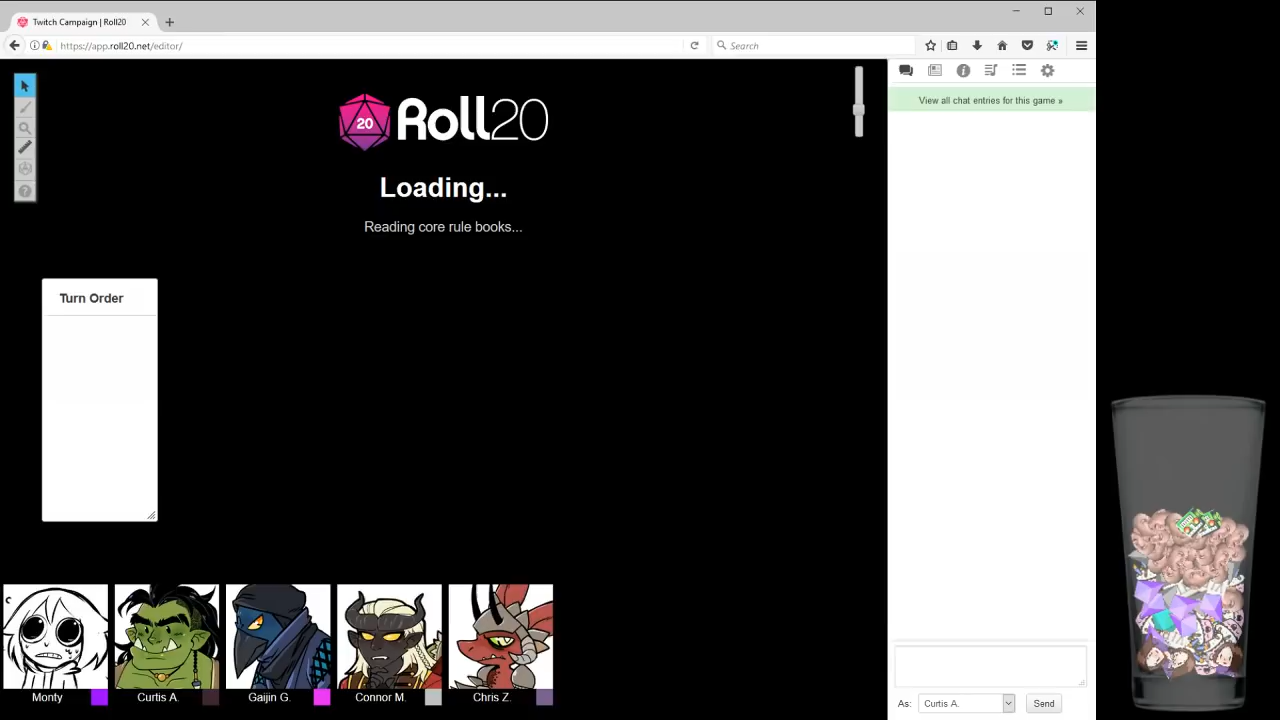 Twitch Campaign | Roll20
https://app.roll20.net/editor/
Search
View all chat entries for this game »
20 Roll20
Loading...
Reading core rule books...
Turn Order
Monty
Curtis A.
Gaijin G.
Connor M.
Chris Z.
As:
Curtis A.
Send